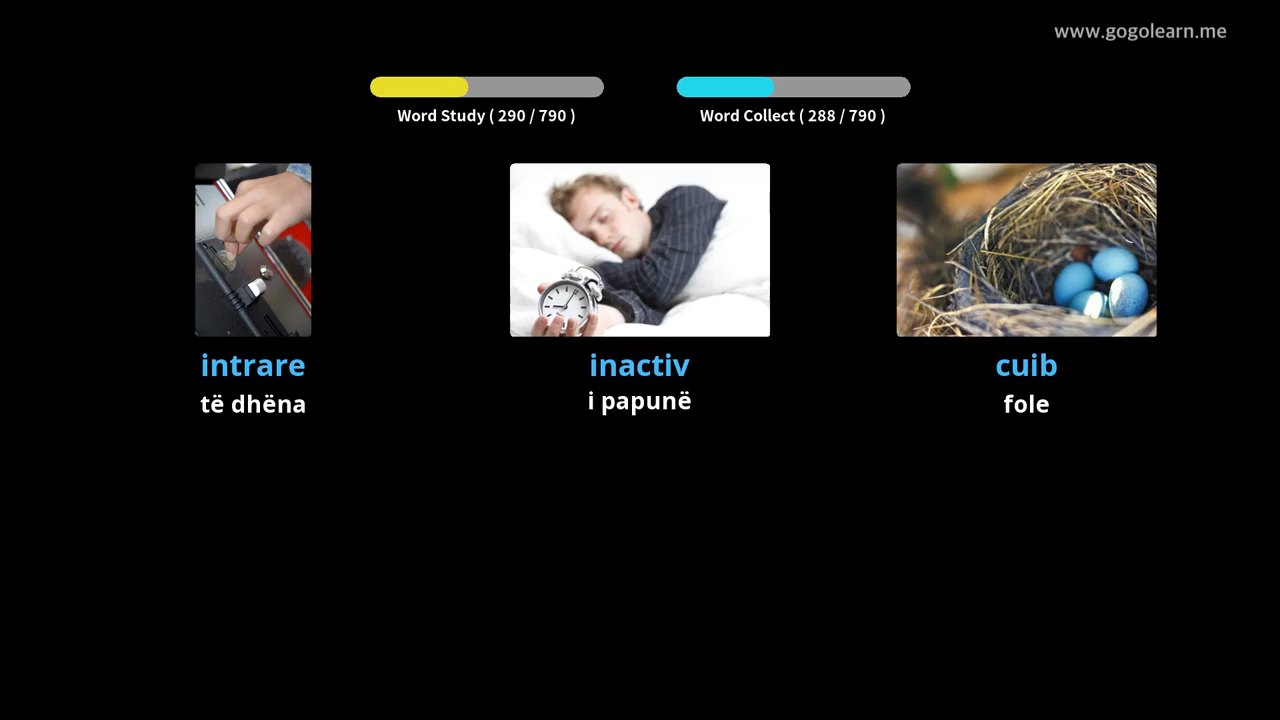 www.gogolearn.me
Word Study ( 290 / 790 )
Word Collect ( 288 / 790 )
intrare
të dhëna
inactiv
i papunë
cuib
fole